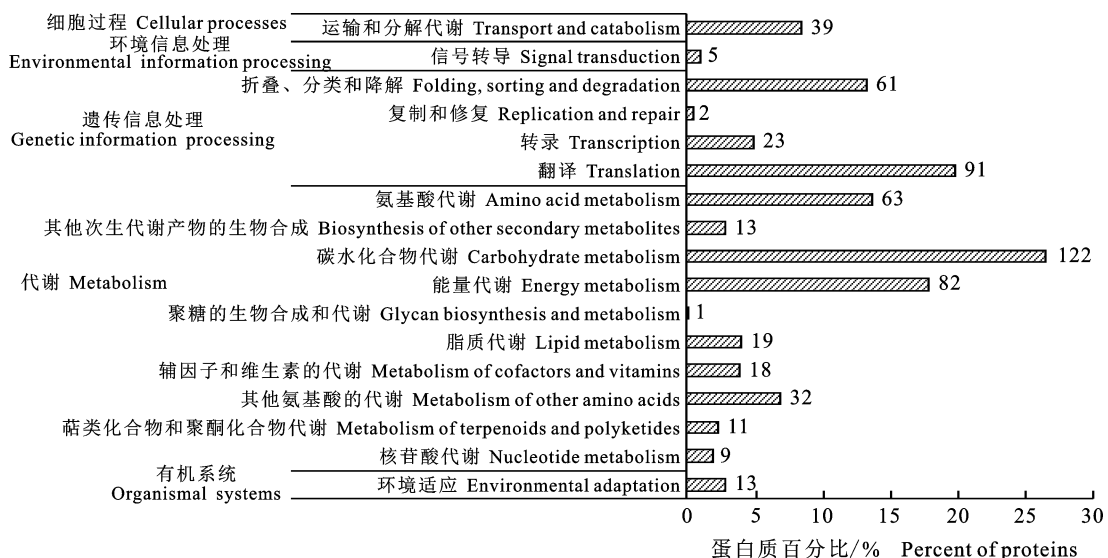 细胞过程 Cellular processes
运输和分解代谢 Transport and catabolism
39
环境信息处理
Environmental information processing
信号转导 Signal transduction
5
折叠、分类和降解 Folding, sorting and degradation
61
遗传信息处理
Genetic information processing
复制和修复 Replication and repair
2
转录 Transcription
23
翻译 Translation
91
氨基酸代谢 Amino acid metabolism
63
其他次生代谢产物的生物合成 Biosynthesis of other secondary metabolites
13
碳水化合物代谢 Carbohydrate metabolism
122
代谢 Metabolism
能量代谢 Energy metabolism
82
聚糖的生物合成和代谢 Glycan biosynthesis and metabolism
1
脂质代谢 Lipid metabolism
19
辅因子和维生素的代谢 Metabolism of cofactors and vitamins
18
其他氨基酸的代谢 Metabolism of other amino acids
32
萜类化合物和聚酮化合物代谢 Metabolism of terpenoids and polyketides
11
核苷酸代谢 Nucleotide metabolism
9
有机系统
Organismal systems
环境适应 Environmental adaptation
13
0 5 10 15 20 25 30
蛋白质百分比/% Percent of proteins